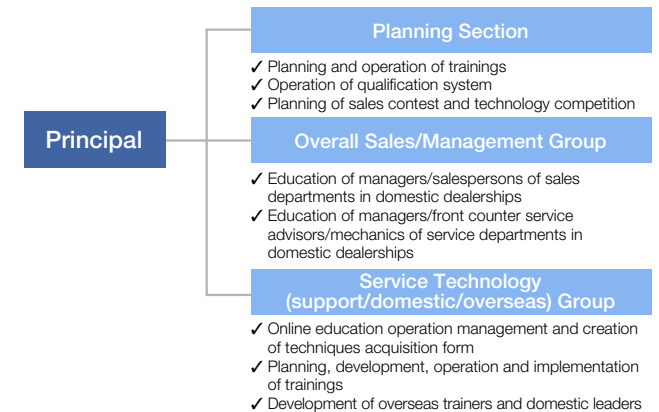 Principal
Planning Section
✓ Planning and operation of trainings
✓ Operation of qualification system
✓ Planning of sales contest and technology competition
Overall Sales/Management Group
✓ Education of managers/salespersons of sales
departments in domestic dealerships
✓ Education of managers/front counter service
advisors/mechanics of service departments in
domestic dealerships
Service Technology
(support/domestic/overseas) Group
✓ Online education operation management and creation
of techniques acquisition form
✓ Planning, development, operation and implementation
of trainings
✓ Development of overseas trainers and domestic leaders